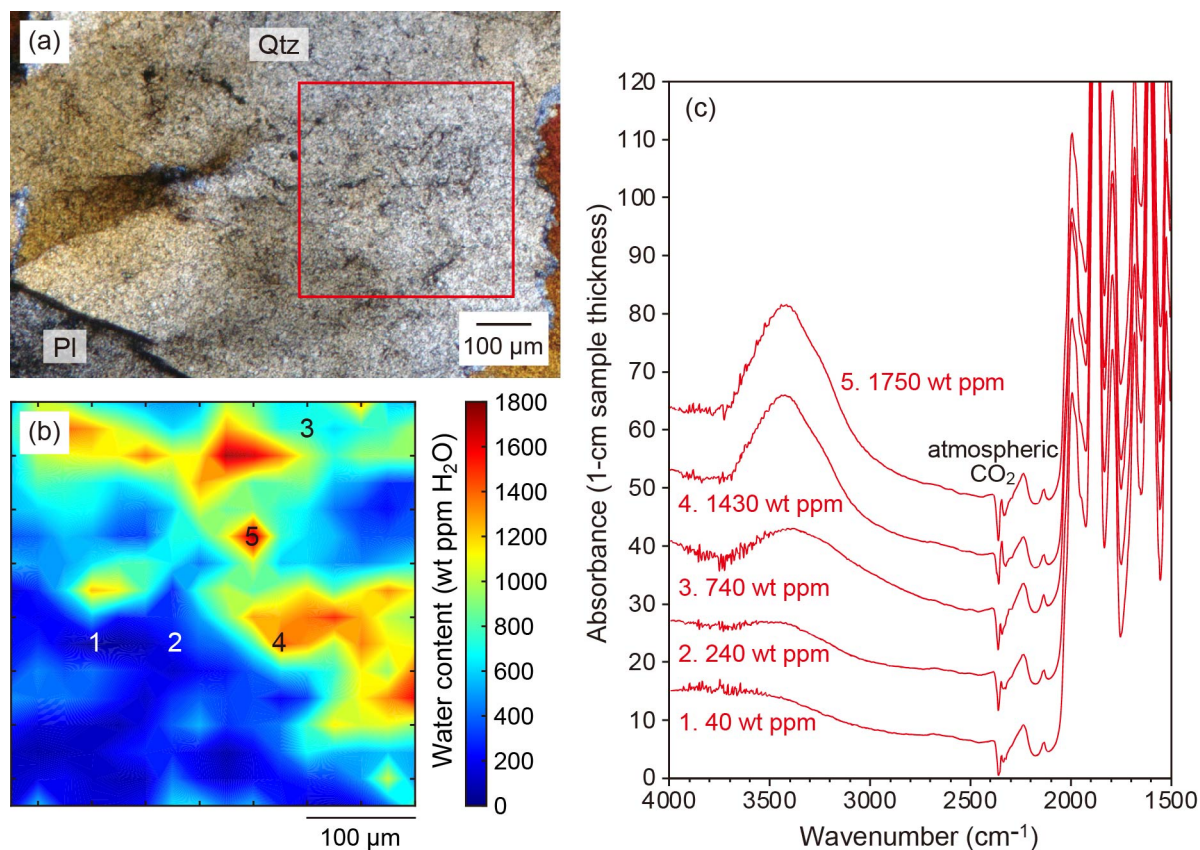 (a)
Qtz
Pl
100 µm
(b)
3
5
1
2
4
100 µm
1800
1600
1400
1200
1000
800
600
400
200
0
Water content (wt ppm H₂O)
(c)
120
110
100
90
80
70
60
50
40
30
20
10
0
Absorbance (1-cm sample thickness)
5. 1750 wt ppm
atmospheric
CO₂
4. 1430 wt ppm
3. 740 wt ppm
2. 240 wt ppm
1. 40 wt ppm
4000
3500
3000
2500
2000
1500
Wavenumber (cm⁻¹)